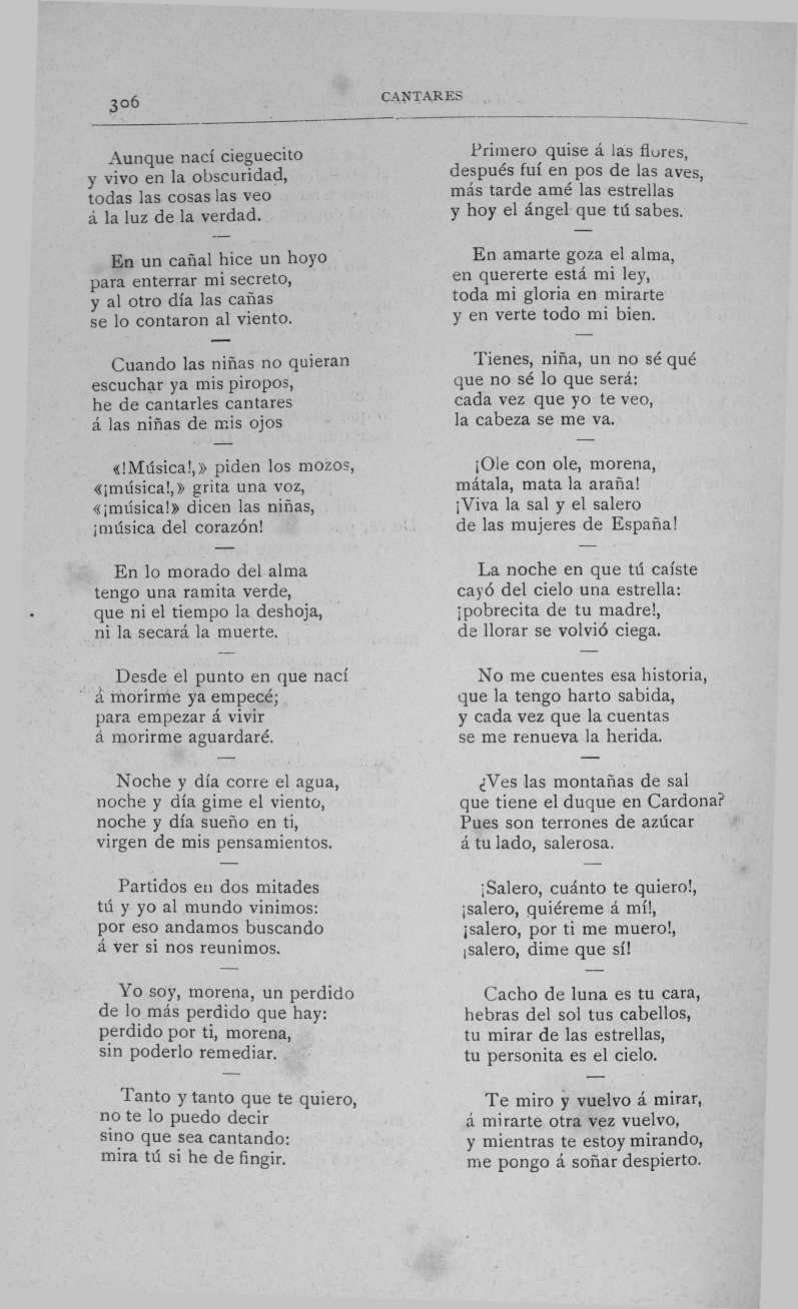 306
CANTARES
Aunque nací cieguecito
y vivo en la obscuridad,
todas las cosas las veo
á la luz de la verdad.
En un cañal hice un hoyo
para enterrar mi secreto,
y al otro día las cañas
se lo contaron al viento.
Cuando las niñas no quieran
escuchar ya mis piropos,
he de cantarles cantares
á las niñas de mis ojos
«!Música!,» piden los mozos,
«¡música!,» grita una voz,
«¡música!» dicen las niñas,
¡música del corazón!
En lo morado del alma
tengo una ramita verde,
que ni el tiempo la deshoja,
ni la secará la muerte.
Desde el punto en que nací
á morirme ya empecé;
para empezar á vivir
á morirme aguardaré.
Noche y día corre el agua,
noche y día gime el viento,
noche y día sueño en ti,
virgen de mis pensamientos.
Partidos en dos mitades
tú y yo al mundo vinimos:
por eso andamos buscando
á ver si nos reunimos.
Yo soy, morena, un perdido
de lo más perdido que hay:
perdido por ti, morena,
sin poderlo remediar.
Tanto y tanto que te quiero,
no te lo puedo decir
sino que sea cantando:
mira tú si he de fingir.
Primero quise á las flores,
después fuí en pos de las aves,
más tarde amé las estrellas
y hoy el ángel que tú sabes.
En amarte goza el alma,
en quererte está mi ley,
toda mi gloria en mirarte
y en verte todo mi bien.
Tienes, niña, un no sé qué
que no sé lo que será:
cada vez que yo te veo,
la cabeza se me va.
¡Ole con ole, morena,
mátala, mata la araña!
¡Viva la sal y el salero
de las mujeres de España!
La noche en que tú caíste
cayó del cielo una estrella:
¡pobrecita de tu madre!,
de llorar se volvió ciega.
No me cuentes esa historia,
que la tengo harto sabida,
y cada vez que la cuentas
se me renueva la herida.
¿Ves las montañas de sal
que tiene el duque en Cardona?
Pues son terrones de azúcar
á tu lado, salerosa.
¡Salero, cuánto te quiero!,
¡salero, quiéreme á mí!,
¡salero, por ti me muero!,
¡salero, dime que sí!
Cacho de luna es tu cara,
hebras del sol tus cabellos,
tu mirar de las estrellas,
tu personita es el cielo.
Te miro y vuelvo á mirar,
á mirarte otra vez vuelvo,
y mientras te estoy mirando,
me pongo á soñar despierto.